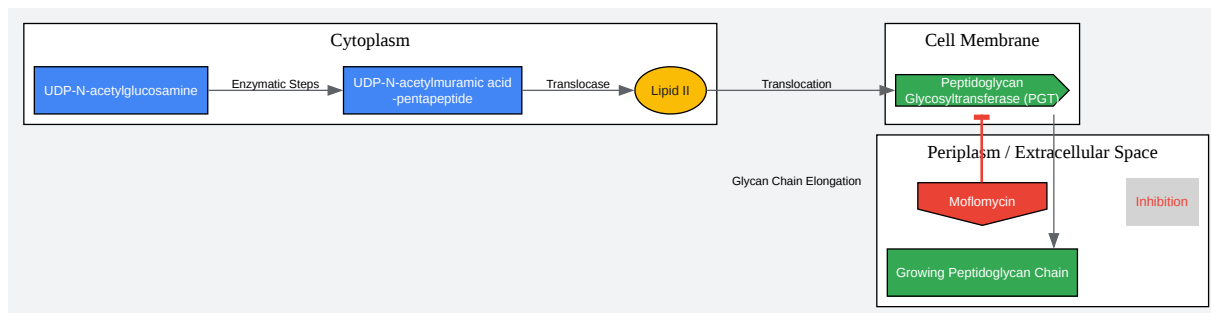 Cytoplasm
UDP-N-acetylglucosamine
Enzymatic Steps
UDP-N-acetylmuramic acid
-pentapeptide
Translocase
Lipid II
Translocation
Cell Membrane
Peptidoglycan
Glycosyltransferase (PGT)
Periplasm / Extracellular Space
Glycan Chain Elongation
Moflomycin
Inhibition
Growing Peptidoglycan Chain